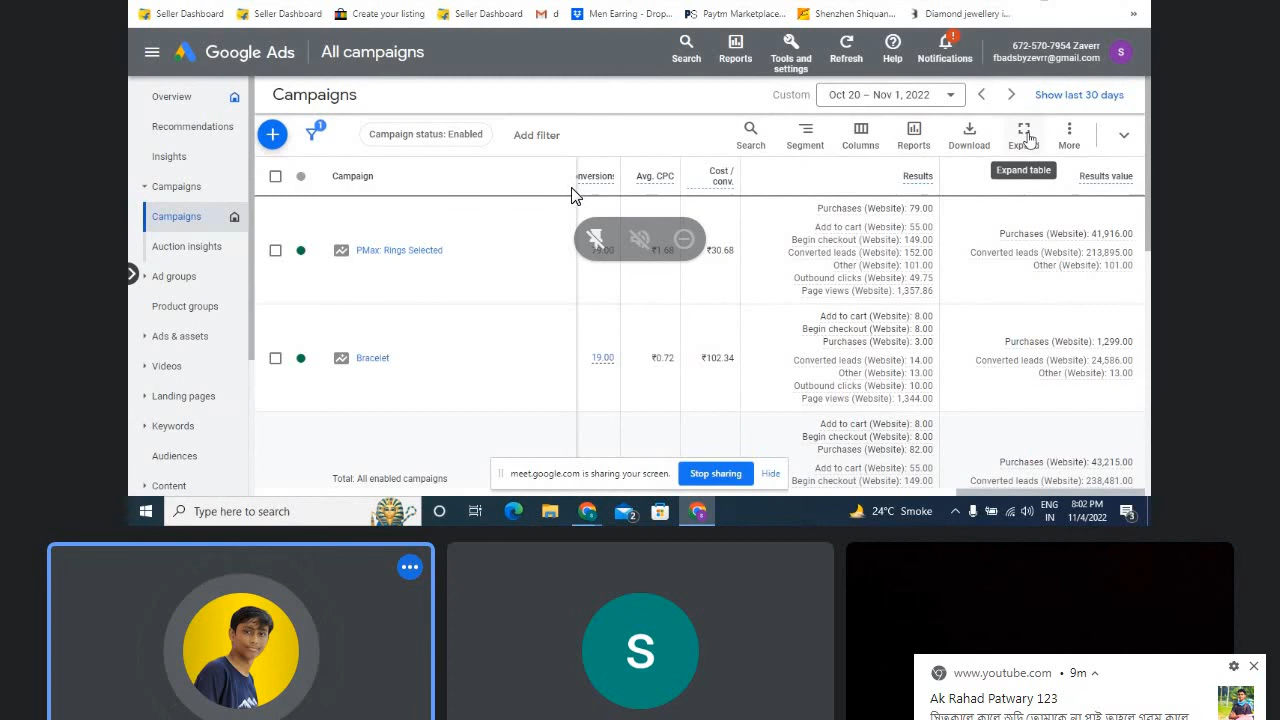 Seller Dashboard
Seller Dashboard
Create your listing
Seller Dashboard
d
Men Earring - Drop...
Paytm Marketplace...
Shenzhen Shiquan...
Diamond jewellery i...
»
Google Ads
All campaigns
Search
Reports
Tools and settings
Refresh
Help
!
Notifications
672-570-7954 Zaverr
fbadsbyzevrr@gmail.com
S
Overview
Recommendations
Insights
Campaigns
Campaigns
Auction insights
Ad groups
Product groups
Ads & assets
Videos
Landing pages
Keywords
Audiences
Content
Campaigns
Custom
Oct 20 – Nov 1, 2022
Show last 30 days
1
Campaign status: Enabled
Add filter
Search
Segment
Columns
Reports
Download
Expand
More
Expand table
Campaign
onversions
Avg. CPC
Cost / conv.
Results
Results value
PMax: Rings Selected
79.00
₹1.68
₹30.68
Purchases (Website): 79.00
Add to cart (Website): 55.00
Begin checkout (Website): 149.00
Converted leads (Website): 152.00
Other (Website): 101.00
Outbound clicks (Website): 49.75
Page views (Website): 1,357.86
Purchases (Website): 41,916.00
Converted leads (Website): 213,895.00
Other (Website): 101.00
Bracelet
19.00
₹0.72
₹102.34
Add to cart (Website): 8.00
Begin checkout (Website): 8.00
Purchases (Website): 3.00
Converted leads (Website): 14.00
Other (Website): 13.00
Outbound clicks (Website): 10.00
Page views (Website): 1,344.00
Purchases (Website): 1,299.00
Converted leads (Website): 24,586.00
Other (Website): 13.00
Total: All enabled campaigns
Add to cart (Website): 8.00
Begin checkout (Website): 8.00
Purchases (Website): 82.00
Add to cart (Website): 55.00
Begin checkout (Website): 149.00
Purchases (Website): 43,215.00
Converted leads (Website): 238,481.00
meet.google.com is sharing your screen.
Stop sharing
Hide
Type here to search
2
24°C Smoke
ENG
IN
8:02 PM
11/4/2022
3
S
www.youtube.com • 9m
Ak Rahad Patwary 123